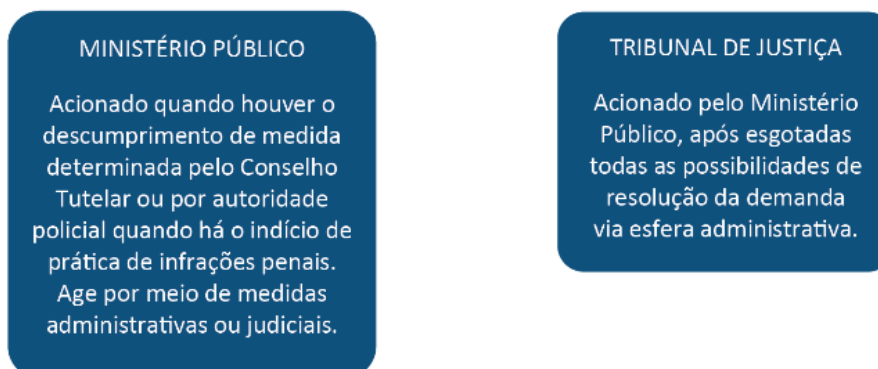 MINISTÉRIO PÚBLICO
Acionado quando houver o
descumprimento de medida
determinada pelo Conselho
Tutelar ou por autoridade
policial quando há o indício de
prática de infrações penais.
Age por meio de medidas
administrativas ou judiciais.
TRIBUNAL DE JUSTIÇA
Acionado pelo Ministério
Público, após esgotadas
todas as possibilidades de
resolução da demanda
via esfera administrativa.